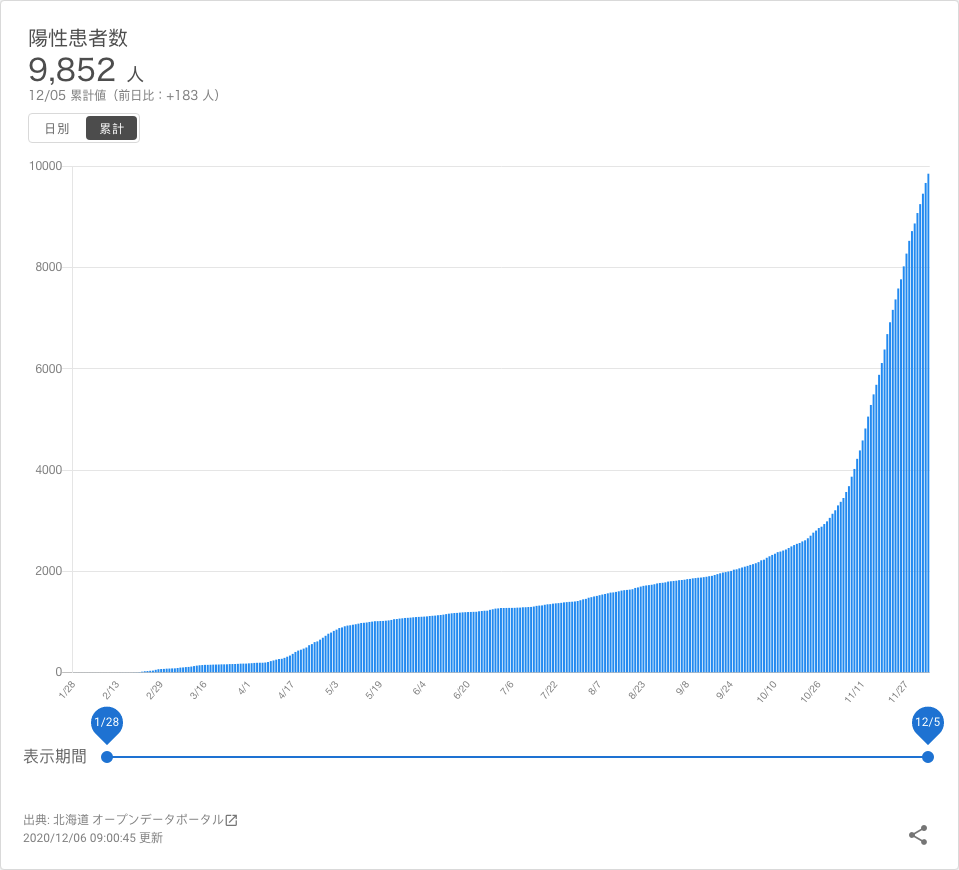 陽性患者数
9,852 人
12/05 累計値（前日比：+183 人）
日別 累計
10000
8000
6000
4000
2000
0
1/28 2/13 2/29 3/16 4/1 4/17 5/3 5/19 6/4 6/20 7/6 7/22 8/7 8/23 9/8 9/24 10/10 10/26 11/11 11/27
1/28 12/5
表示期間
出典: 北海道 オープンデータポータル
2020/12/06 09:00:45 更新